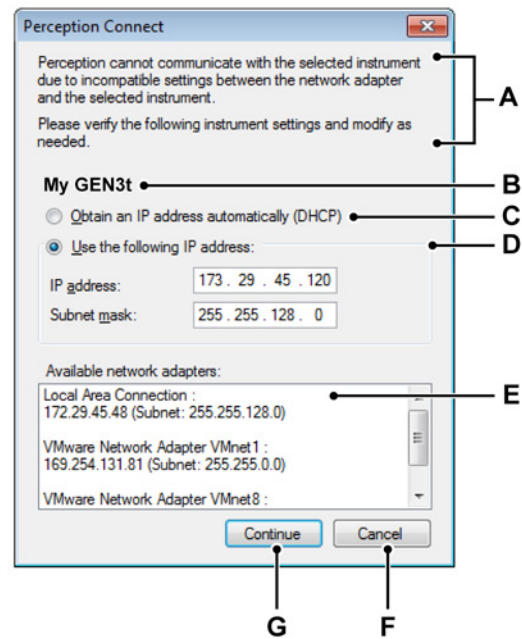 Perception Connect
Perception cannot communicate with the selected instrument
due to incompatible settings between the network adapter
and the selected instrument.
Please verify the following instrument settings and modify as
needed.
A
My GEN3t
B
Obtain an IP address automatically (DHCP)
C
Use the following IP address:
D
IP address: 173 . 29 . 45 . 120
Subnet mask: 255 . 255 . 128 . 0
Available network adapters:
Local Area Connection :
E
172.29.45.48 (Subnet: 255.255.128.0)
VMware Network Adapter VMnet1 :
169.254.131.81 (Subnet: 255.255.0.0)
VMware Network Adapter VMnet8 :
Continue Cancel
G F